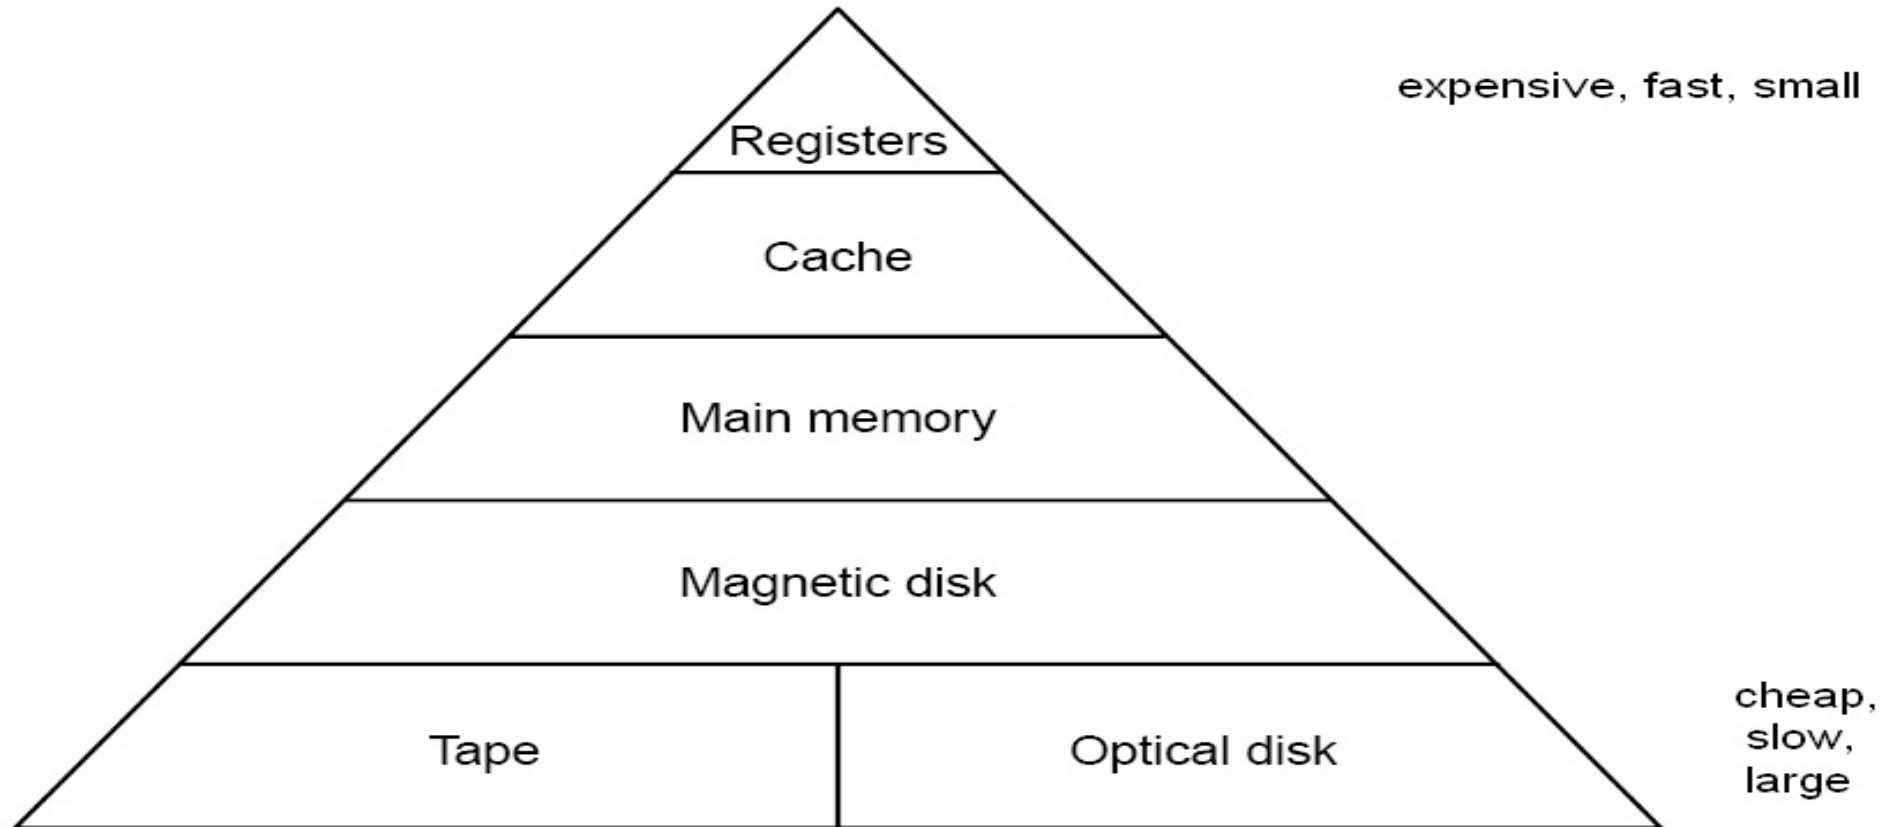 expensive, fast, small
Registers
Cache
Main memory
Magnetic disk
Tape
Optical disk
cheap,
slow,
large